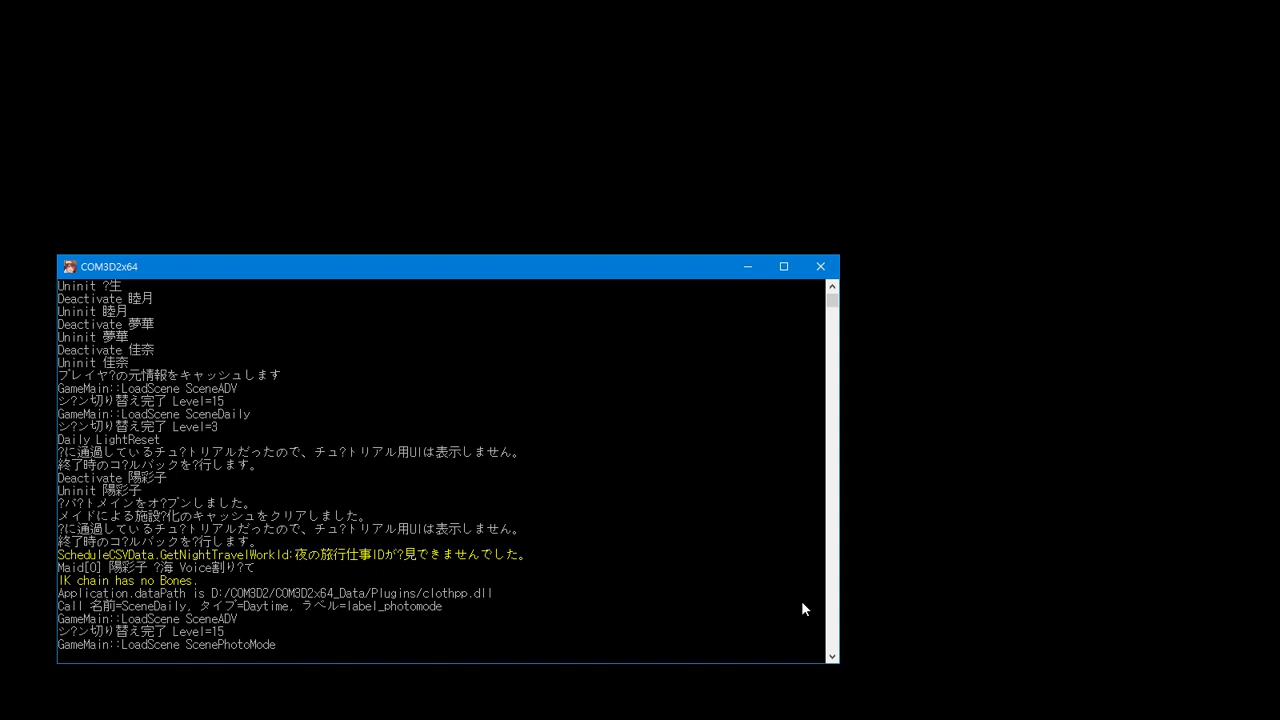 COM3D2x64
Uninit ?生
Deactivate 睦月
Uninit 睦月
Deactivate 夢華
Uninit 夢華
Deactivate 佳奈
Uninit 佳奈
プレイヤ?の元情報をキャッシュします
GameMain::LoadScene SceneADV
シ?ン切り替え完了 Level=15
GameMain::LoadScene SceneDaily
シ?ン切り替え完了 Level=3
Daily LightReset
?に通過しているチュ?トリアルだったので、チュ?トリアル用UIは表示しません。
終了時のコ?ルバックを?行します。
Deactivate 陽彩子
Uninit 陽彩子
?パ?トメインをオ?プンしました。
メイドによる施設?化のキャッシュをクリアしました。
?に通過しているチュ?トリアルだったので、チュ?トリアル用UIは表示しません。
終了時のコ?ルバックを?行します。
ScheduleCSVData.GetNightTravelWorkId:夜の旅行仕事IDが?見できませんでした。
Maid[0] 陽彩子 ?海 Voice割り?て
IK chain has no Bones.
Application.dataPath is D:/COM3D2/COM3D2x64_Data/Plugins/clothpp.dll
Call 名前=SceneDaily, タイプ=Daytime, ラベル=label_photomode
GameMain::LoadScene SceneADV
シ?ン切り替え完了 Level=15
GameMain::LoadScene ScenePhotoMode